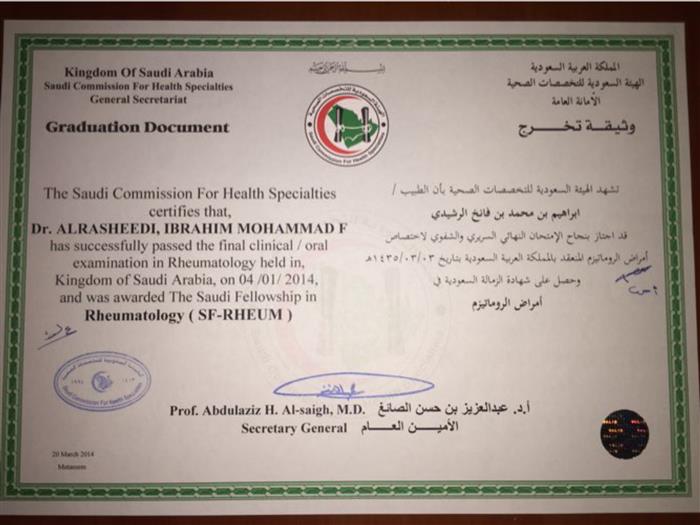 Kingdom Of Saudi Arabia
Saudi Commission For Health Specialties
General Secretariat
Graduation Document
المملكة العربية السعودية
الهيئة السعودية للتخصصات الصحية
الأمانة العامة
وثيقة تخرج
The Saudi Commission For Health Specialties
certifies that,
Dr. ALRASHEEDI, IBRAHIM MOHAMMAD F
has successfully passed the final clinical / oral
examination in Rheumatology held in,
Kingdom of Saudi Arabia, on 04 /01/ 2014,
and was awarded The Saudi Fellowship in
Rheumatology ( SF-RHEUM )
تشهد الهيئة السعودية للتخصصات الصحية بأن الطبيب /
ابراهيم بن محمد بن فالخ الرشيدي
قد اجتاز بنجاح الإمتحان النهائي السريري والشفوي لاختصاص
أمراض الروماتيزم المنعقد بالمملكة العربية السعودية بتاريخ ١٤٣٥/٠٣/٠٣هـ
وحصل على شهادة الزمالة السعودية في
أمراض الروماتيزم
Prof. Abdulaziz H. Al-saigh, M.D. أ.د. عبدالعزيز بن حسن الصائغ
Secretary General الأميـن العـــام
20 March 2014